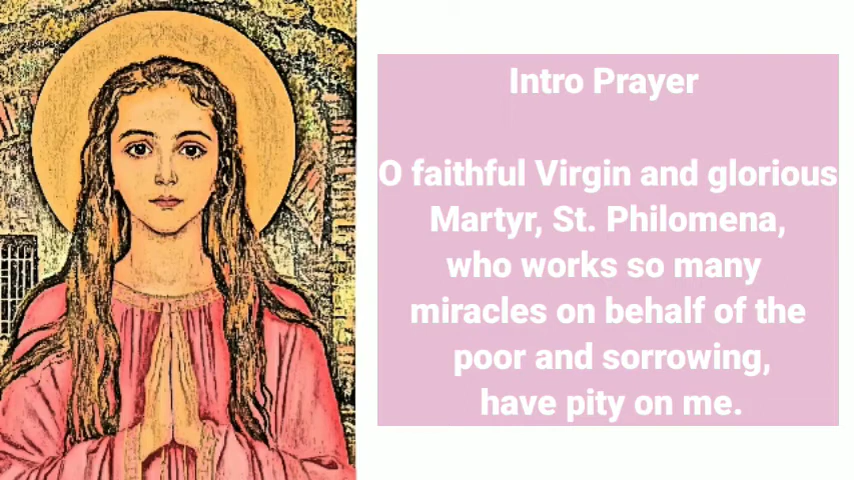 Intro Prayer
O faithful Virgin and glorious
Martyr, St. Philomena,
who works so many
miracles on behalf of the
poor and sorrowing,
have pity on me.